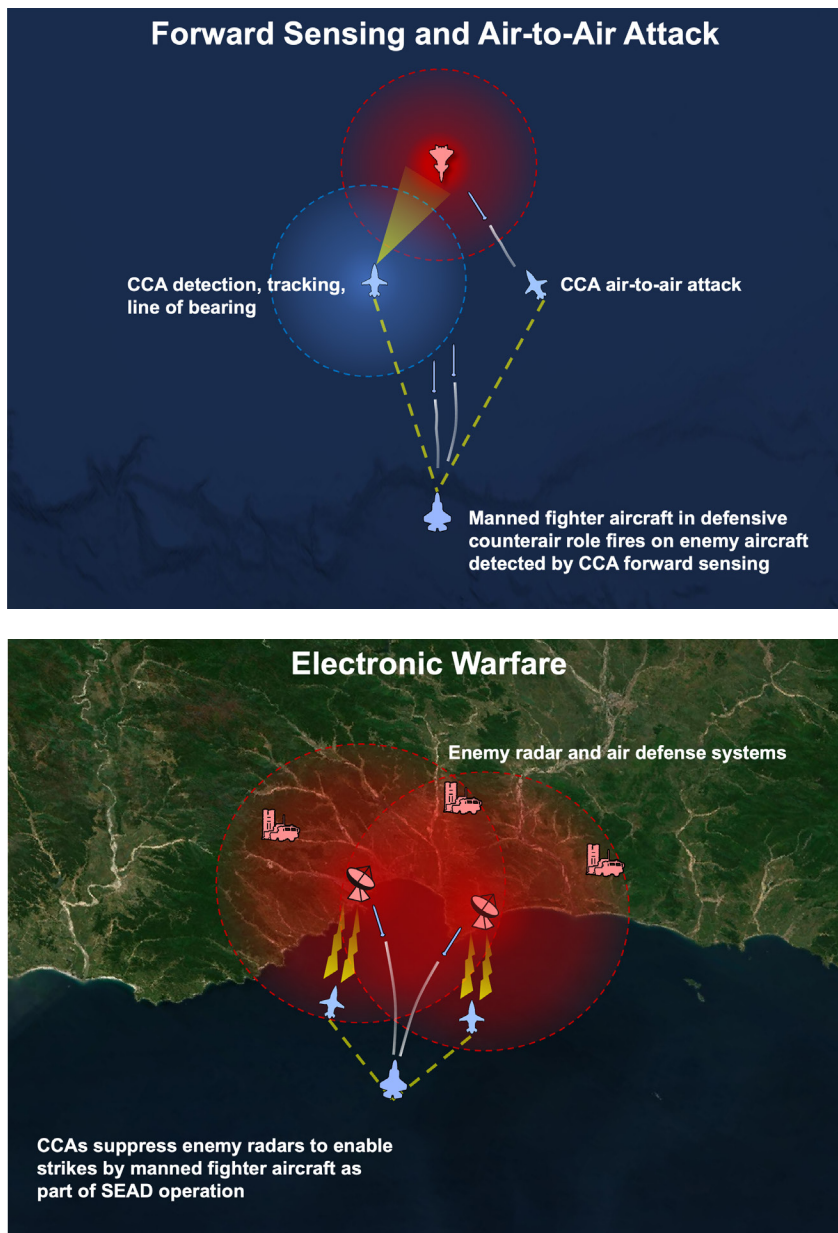 Forward Sensing and Air-to-Air Attack
CCA detection, tracking,
line of bearing
CCA air-to-air attack
Manned fighter aircraft in defensive
counterair role fires on enemy aircraft
detected by CCA forward sensing
Electronic Warfare
Enemy radar and air defense systems
CCAs suppress enemy radars to enable
strikes by manned fighter aircraft as
part of SEAD operation